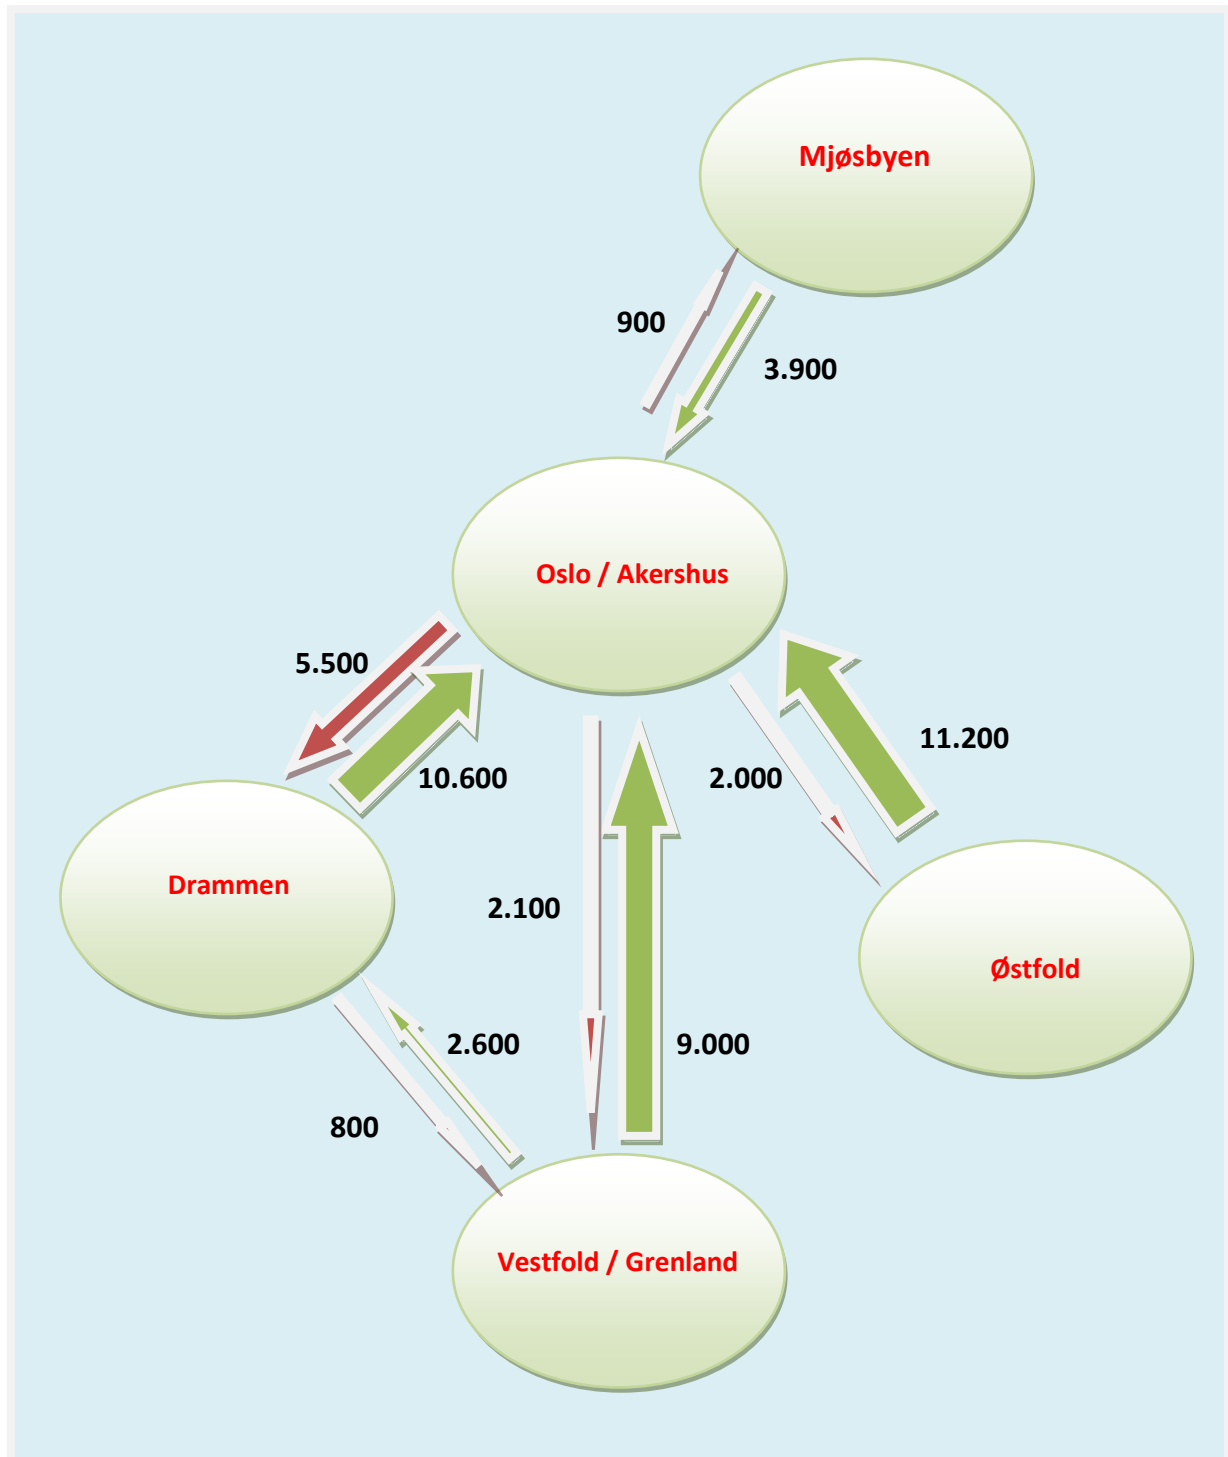 Mjøsbyen
900
3.900
Oslo / Akershus
5.500
10.600
2.000
11.200
Drammen
2.100
Østfold
2.600
9.000
800
Vestfold / Grenland